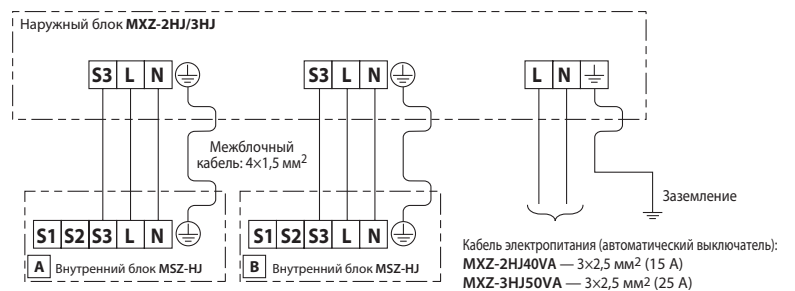 Наружный блок MXZ-2HJ/3HJ
S3 L N
S3 L N
L N
Межблочный
кабель: 4×1,5 мм²
Заземление
S1 S2 S3 L N
A Внутренний блок MSZ-HJ
S1 S2 S3 L N
B Внутренний блок MSZ-HJ
Кабель электропитания (автоматический выключатель):
MXZ-2HJ40VA — 3×2,5 мм² (15 А)
MXZ-3HJ50VA — 3×2,5 мм² (25 А)